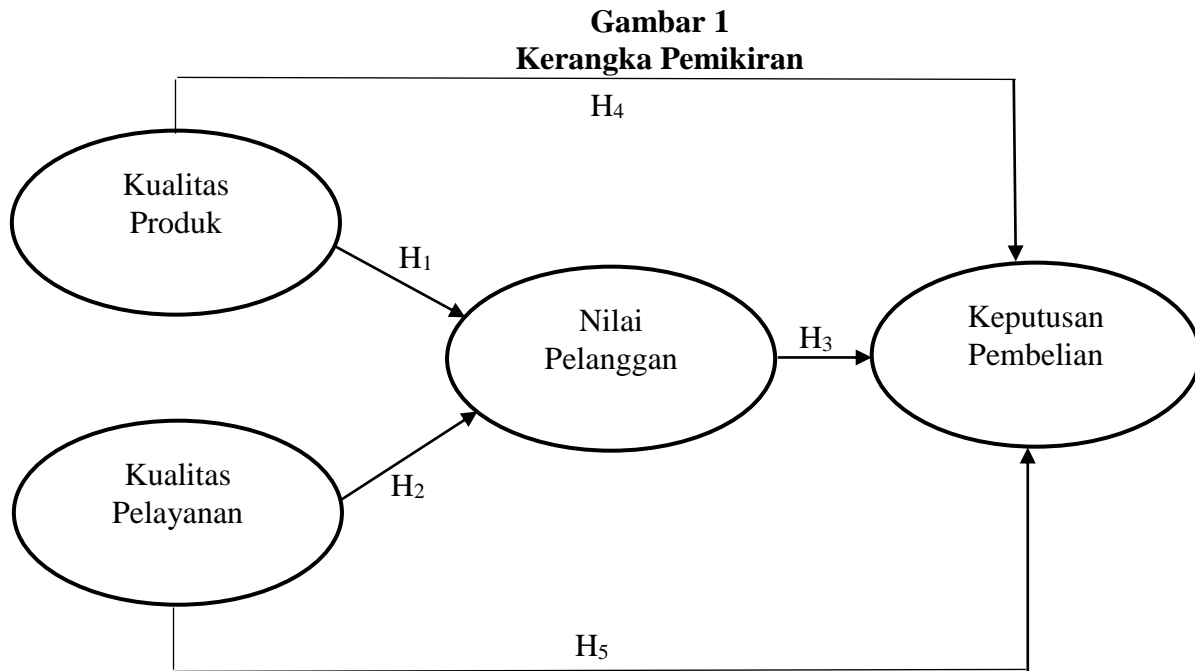 Gambar 1
Kerangka Pemikiran
H4
Kualitas
Produk
H1
Nilai
Pelanggan
H3
Keputusan
Pembelian
Kualitas
Pelayanan
H2
H5